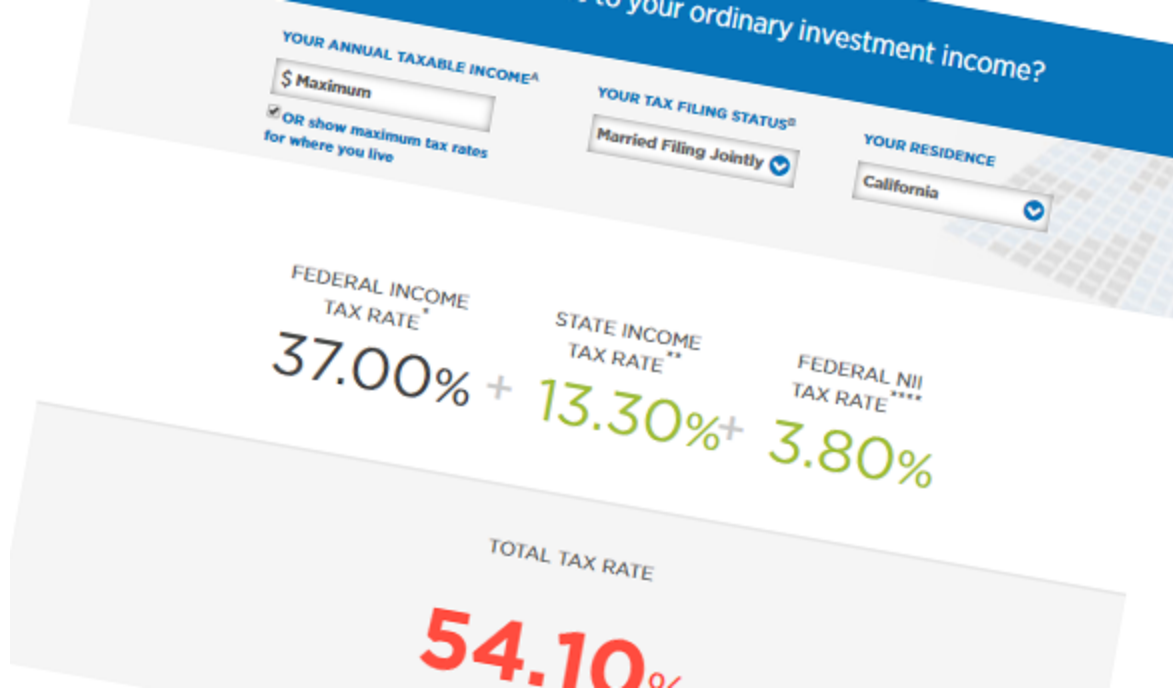 to your ordinary investment income?
YOUR ANNUAL TAXABLE INCOMEᴬ
$ Maximum
OR show maximum tax rates
for where you live
YOUR TAX FILING STATUSᴮ
Married Filing Jointly
YOUR RESIDENCE
California
FEDERAL INCOME
TAX RATE*
37.00%
+
STATE INCOME
TAX RATE**
13.30%
+
FEDERAL NII
TAX RATE****
3.80%
TOTAL TAX RATE
54.10%